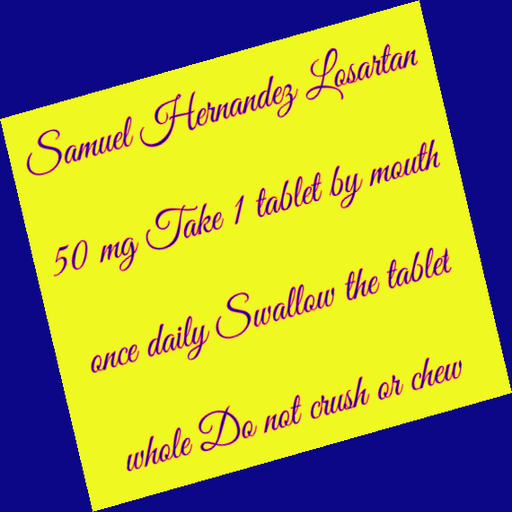 Samuel Hernandez Losartan
50 mg Take 1 tablet by mouth
once daily Swallow the tablet
whole Do not crush or chew